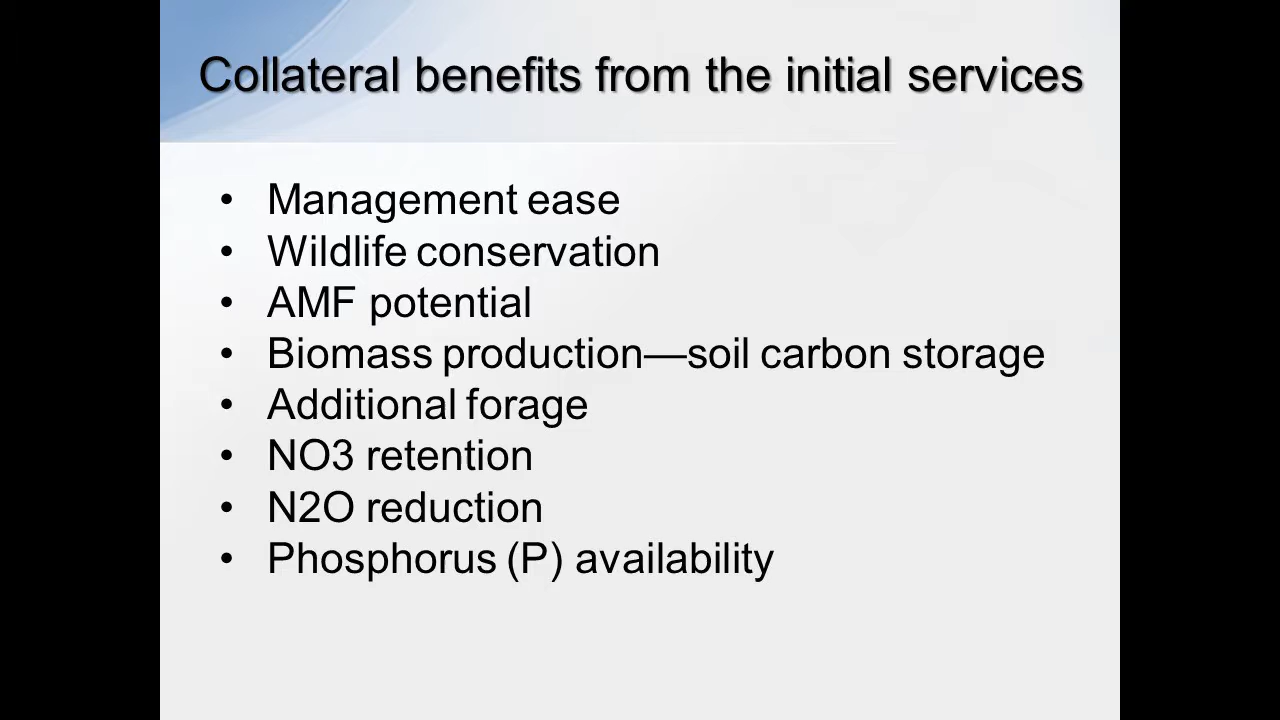 Collateral benefits from the initial services
• Management ease
• Wildlife conservation
• AMF potential
• Biomass production—soil carbon storage
• Additional forage
• NO3 retention
• N2O reduction
• Phosphorus (P) availability